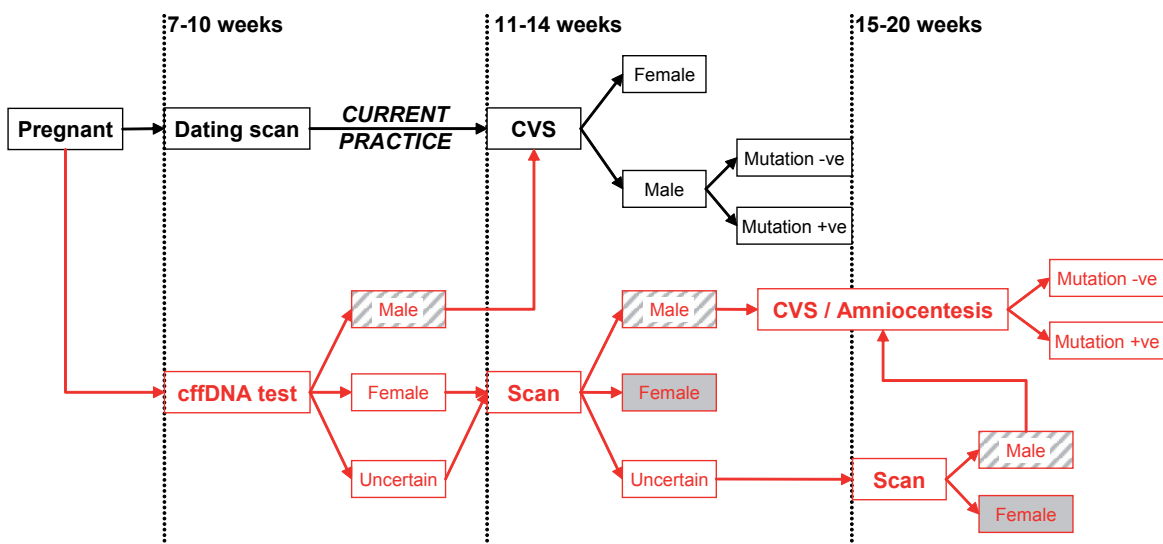 7-10 weeks
11-14 weeks
15-20 weeks
Pregnant
Dating scan
CURRENT
PRACTICE
CVS
Female
Male
Mutation -ve
Mutation +ve
cffDNA test
Male
Female
Uncertain
Scan
Male
Female
Uncertain
CVS / Amniocentesis
Mutation -ve
Mutation +ve
Scan
Male
Female